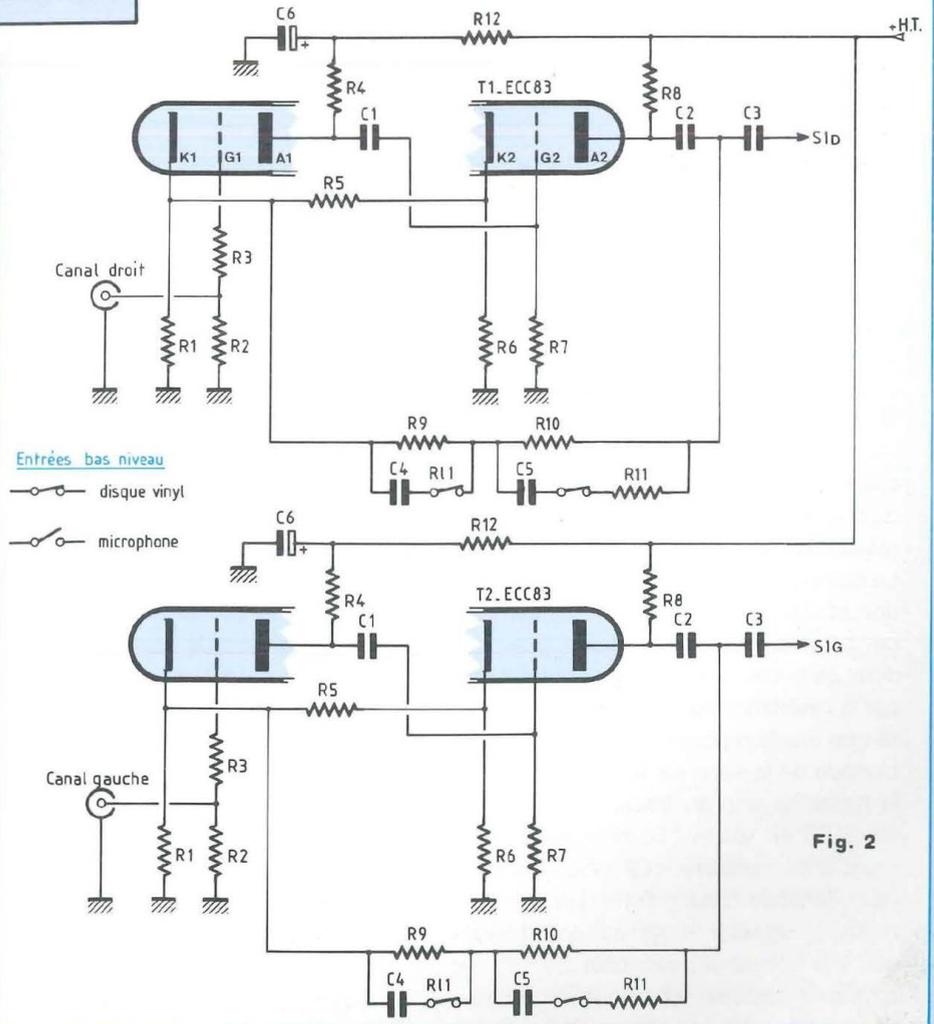 C6
+
R12
+H.T.
R4
C1
T1_ECC83
R8
C2
C3
S1D
K1
G1
A1
K2
G2
A2
R5
R3
Canal droit
R1
R2
R6
R7
R9
R10
C4
Rl1
C5
R11
Entrées bas niveau
disque vinyl
microphone
C6
+
R12
R4
C1
T2_ECC83
R8
C2
C3
S1G
R5
R3
Canal gauche
R1
R2
R6
R7
Fig. 2
R9
R10
C4
Rl1
C5
R11